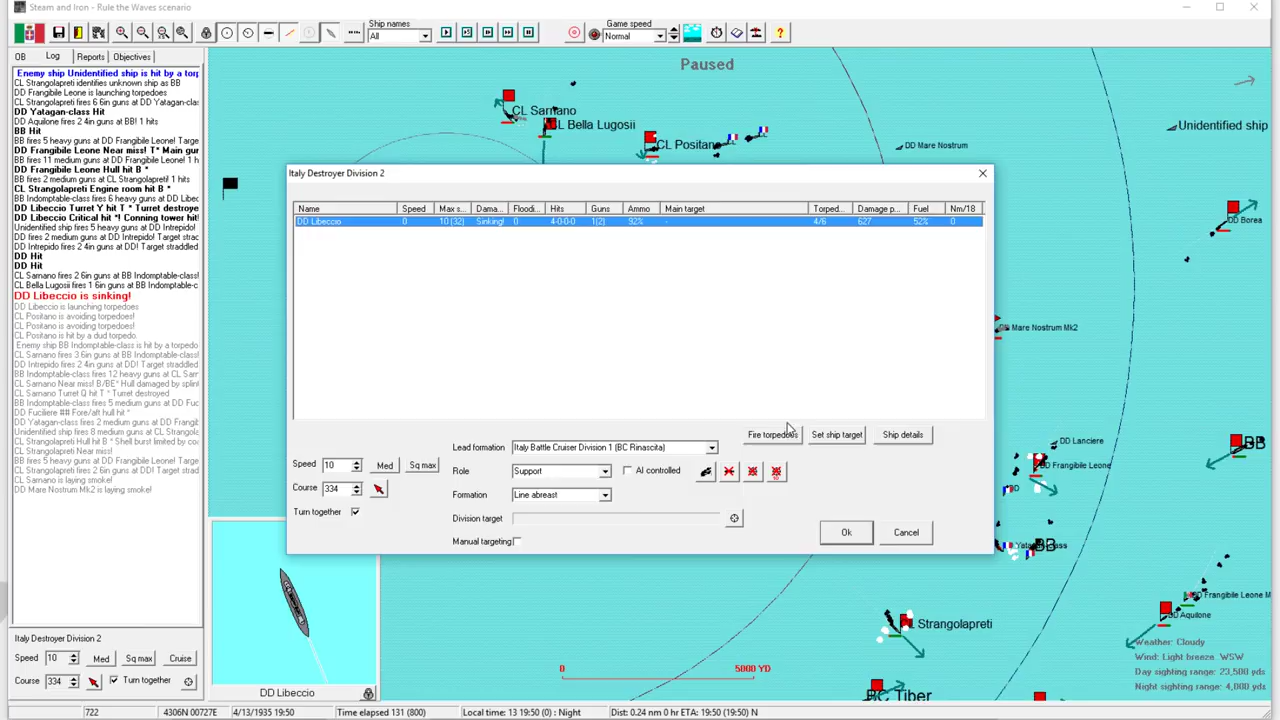 Steam and Iron - Rule the Waves scenario
Ship names
All
Game speed
Normal
OB
Log
Reports
Objectives
Enemy ship Unidentified ship is hit by a torp
CL Strangolapreti identifies unknown ship as BB
DD Frangibile Leone is launching torpedoes
CL Strangolapreti fires 6 6in guns at DD Yatagan-clas
DD Yatagan-class Hit
DD Aquilone fires 2 4in guns at BB! 1 hits
BB Hit
BB fires 5 heavy guns at DD Frangibile Leone! Target
DD Frangibile Leone Near miss! T* Main gur
BB fires 11 medium guns at DD Frangibile Leone! 1 h
DD Frangibile Leone Hull hit B *
BB fires 2 medium guns at CL Strangolapreti! 1 hits
CL Strangolapreti Engine room hit B *
BB Indomptable-class fires 6 heavy guns at DD Libec
DD Libeccio Turret Y hit T * Turret destroyed
DD Libeccio Critical hit *! Conning tower hit!
Unidentified ship fires 5 heavy guns at DD Intrepido!
DD fires 2 medium guns at DD Intrepido! Target strad
DD Intrepido fires 2 4in guns at DD! Target straddled
DD Hit
DD Hit
CL Sarnano fires 2 6in guns at BB Indomptable-class!
CL Bella Lugosii fires 1 6in guns at BB Indomptable-c
DD Libeccio is sinking!
DD Libeccio is launching torpedoes
CL Positano is avoiding torpedoes!
CL Positano is avoiding torpedoes!
CL Positano is hit by a dud torpedo.
Enemy ship BB Indomptable-class is hit by a torpedo
CL Sarnano fires 3 6in guns at BB Indomptable-class!
DD Intrepido fires 2 4in guns at DD! Target straddled
BB Indomptable-class fires 12 heavy guns at CL Sarr
CL Sarnano Near miss! B/BE* Hull damaged by splint
CL Sarnano Turret Q hit T * Turret destroyed
BB Indomptable-class fires 5 medium guns at DD Fuc
DD Fuciliere ## Fore/aft hull hit *
DD Yatagan-class fires 2 medium guns at DD Frangib
Unidentified ship fires 8 medium guns at CL Strangola
CL Strangolapreti Hull hit B * Shell burst limited by co
CL Strangolapreti Near miss!
BB fires 5 heavy guns at DD Frangibile Leone! Target
CL Strangolapreti fires 2 6in guns at DD! Target strad
CL Sarnano is laying smoke!
DD Mare Nostrum Mk2 is laying smoke!
Italy Destroyer Division 2
Speed 10 Med Sq max Cruise
Course 334 Turn together
DD Libeccio
Paused
CL Sarnano
CL Bella Lugosii
CL Positano
DD Mare Nostrum
Unidentified ship
DD Borea
DD Mare Nostrum Mk2
DD Lanciere
DD Frangibile Leone
BB
DD
Yatagan-class
BB
DD Frangibile Leone M
DD Aquilone
Strangolapreti
BC Tiber
Weather: Cloudy
Wind: Light breeze WSW
Day sighting range: 23,500 yds
Night sighting range: 4,000 yds
0 5000 YD
Italy Destroyer Division 2
Name Speed Max s... Dama... Floodi... Hits Guns Ammo Main target Torped... Damage p... Fuel Nm/18
DD Libeccio 0 10 (32) Sinking! 0 4-0-0-0 1(2) 92% - 4/6 627 52% 0
Fire torpedoes Set ship target Ship details
Lead formation Italy Battle Cruiser Division 1 (BC Rinascita)
Speed 10 Med Sq max
Role Support AI controlled
Course 334
Formation Line abreast
Turn together
Division target
Manual targeting
Ok Cancel
722 4306N 00727E 4/13/1935 19:50 Time elapsed 131 (800) Local time: 13 19:50 (0) : Night Dist: 0.24 nm 0 hr ETA: 19:50 (19:50) N